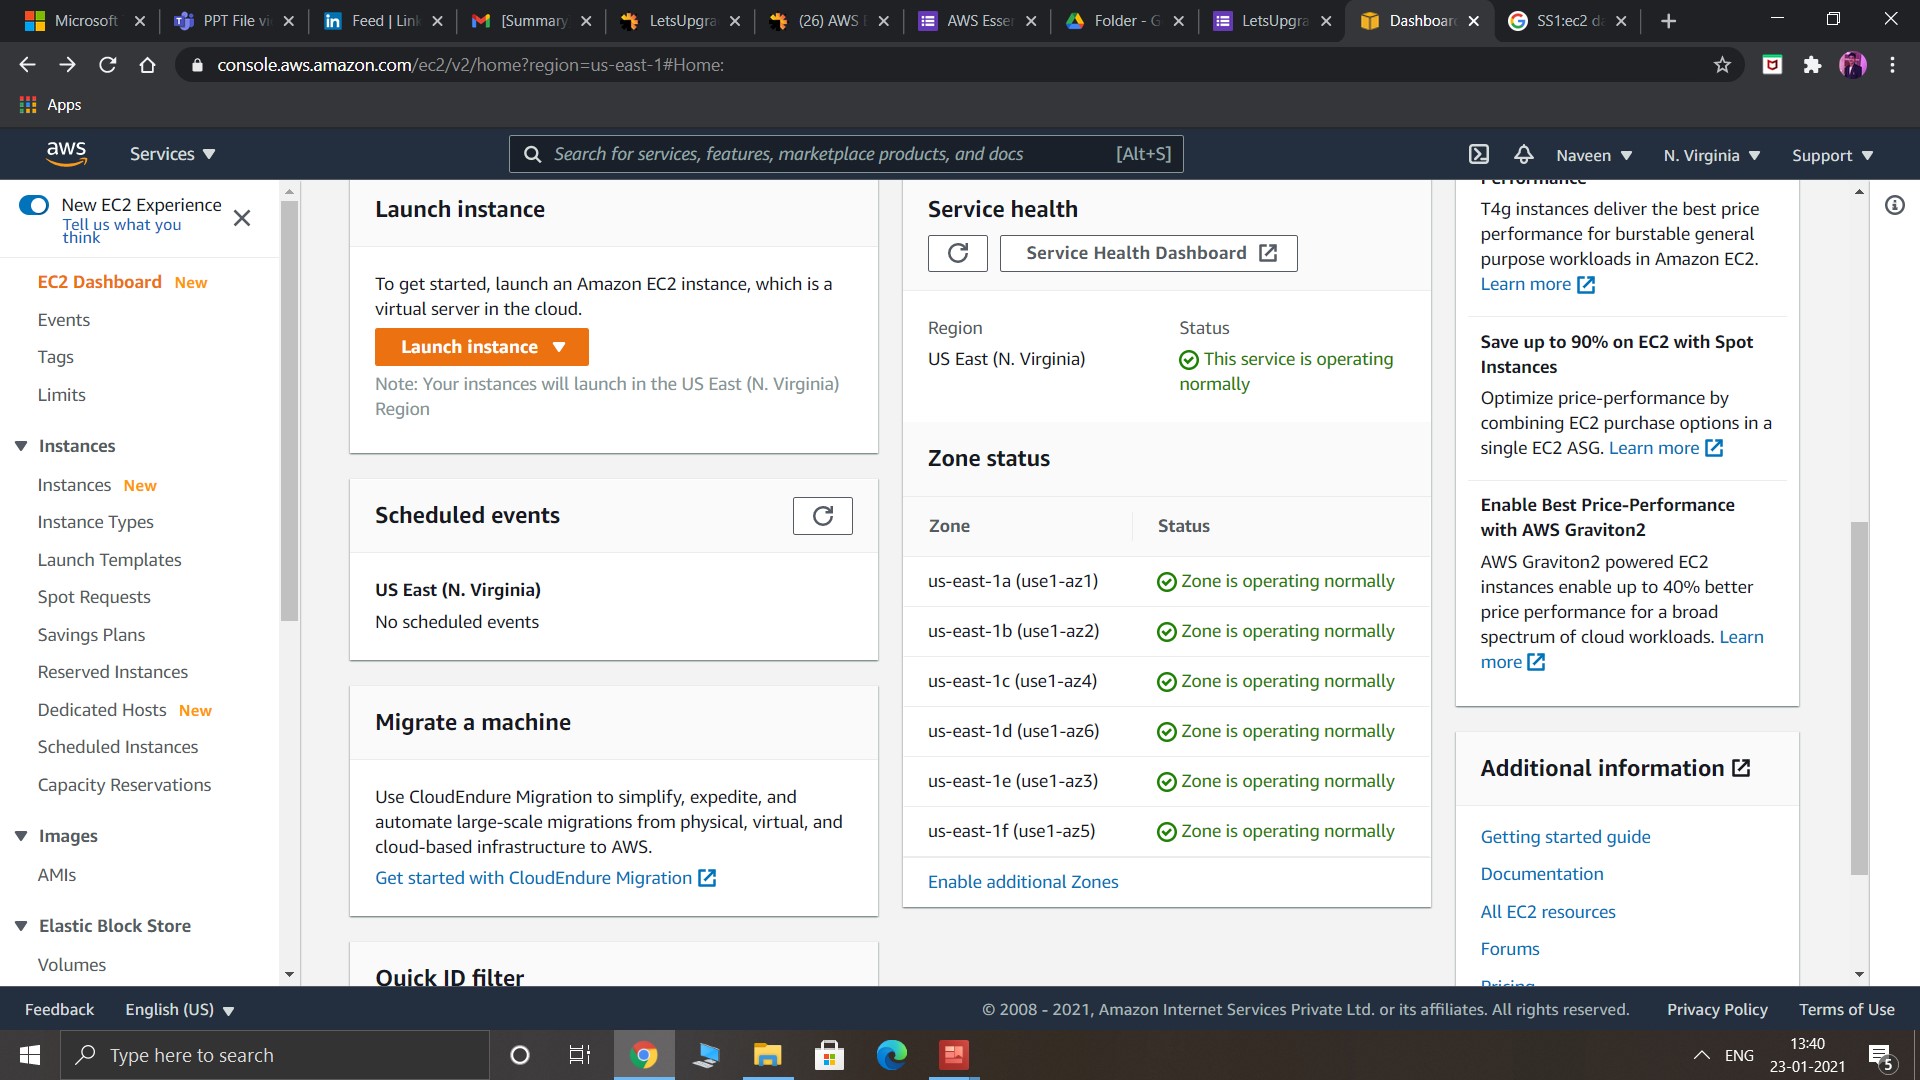 Microsoft
PPT File vi
Feed | Link
[Summary
LetsUpgra
(26) AWS E
AWS Esse
Folder - G
LetsUpgra
Dashboar
SS1:ec2 d
console.aws.amazon.com/ec2/v2/home?region=us-east-1#Home:
Apps
aws
Services
Search for services, features, marketplace products, and docs
[Alt+S]
Naveen
N. Virginia
Support
New EC2 Experience
Tell us what you
think
EC2 Dashboard New
Events
Tags
Limits
Instances
Instances New
Instance Types
Launch Templates
Spot Requests
Savings Plans
Reserved Instances
Dedicated Hosts New
Scheduled Instances
Capacity Reservations
Images
AMIs
Elastic Block Store
Volumes
Launch instance
To get started, launch an Amazon EC2 instance, which is a
virtual server in the cloud.
Launch instance
Note: Your instances will launch in the US East (N. Virginia)
Region
Scheduled events
US East (N. Virginia)
No scheduled events
Migrate a machine
Use CloudEndure Migration to simplify, expedite, and
automate large-scale migrations from physical, virtual, and
cloud-based infrastructure to AWS.
Get started with CloudEndure Migration
Quick ID filter
Service health
Service Health Dashboard
Region
US East (N. Virginia)
Status
This service is operating
normally
Zone status
Zone Status
us-east-1a (use1-az1) Zone is operating normally
us-east-1b (use1-az2) Zone is operating normally
us-east-1c (use1-az4) Zone is operating normally
us-east-1d (use1-az6) Zone is operating normally
us-east-1e (use1-az3) Zone is operating normally
us-east-1f (use1-az5) Zone is operating normally
Enable additional Zones
Performance
T4g instances deliver the best price
performance for burstable general
purpose workloads in Amazon EC2.
Learn more
Save up to 90% on EC2 with Spot
Instances
Optimize price-performance by
combining EC2 purchase options in a
single EC2 ASG. Learn more
Enable Best Price-Performance
with AWS Graviton2
AWS Graviton2 powered EC2
instances enable up to 40% better
price performance for a broad
spectrum of cloud workloads. Learn
more
Additional information
Getting started guide
Documentation
All EC2 resources
Forums
Pricing
Feedback
English (US)
© 2008 - 2021, Amazon Internet Services Private Ltd. or its affiliates. All rights reserved.
Privacy Policy
Terms of Use
Type here to search
ENG
13:40
23-01-2021
5